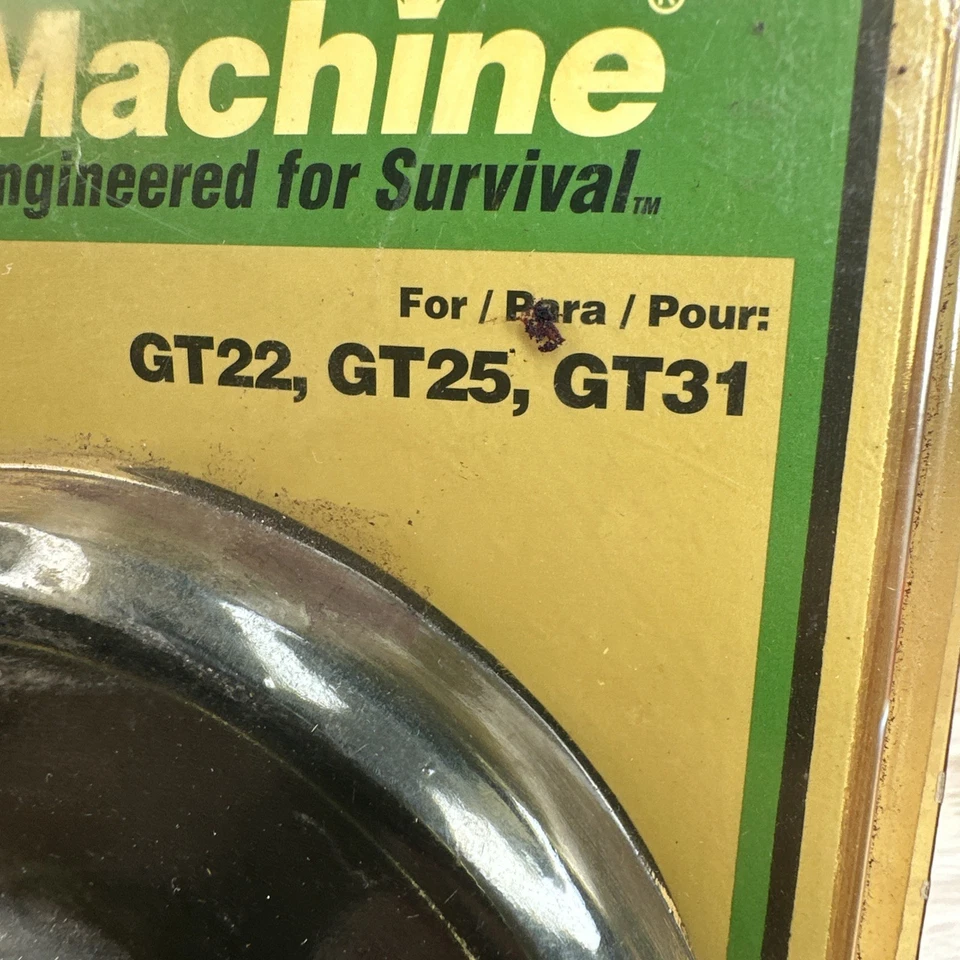 Machine®
ngineered for Survival™
For / Para / Pour:
GT22, GT25, GT31